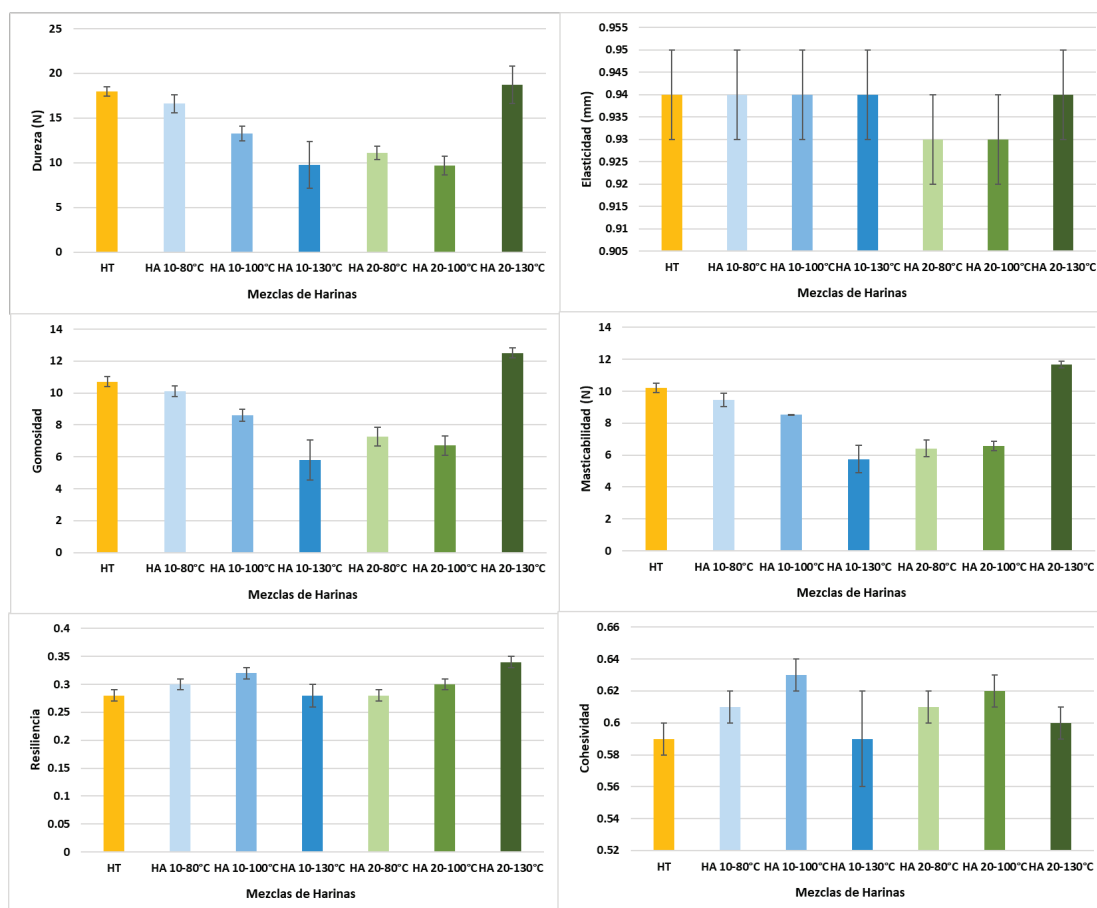 Dureza (N)
25
20
15
10
5
0
HT HA 10-80°C HA 10-100°C HA 10-130°C HA 20-80°C HA 20-100°C HA 20-130°C
Mezclas de Harinas
Elasticidad (mm)
0.955
0.95
0.945
0.94
0.935
0.93
0.925
0.92
0.915
0.91
0.905
HT HA 10-80°C HA 10-100°C HA 10-130°C HA 20-80°C HA 20-100°C HA 20-130°C
Mezclas de Harinas
Gomosidad
14
12
10
8
6
4
2
0
HT HA 10-80°C HA 10-100°C HA 10-130°C HA 20-80°C HA 20-100°C HA 20-130°C
Mezclas de Harinas
Masticabilidad (N)
14
12
10
8
6
4
2
0
HT HA 10-80°C HA 10-100°C HA 10-130°C HA 20-80°C HA 20-100°C HA 20-130°C
Mezclas de Harinas
Resiliencia
0.4
0.35
0.3
0.25
0.2
0.15
0.1
0.05
0
HT HA 10-80°C HA 10-100°C HA 10-130°C HA 20-80°C HA 20-100°C HA 20-130°C
Mezclas de Harinas
Cohesividad
0.66
0.64
0.62
0.6
0.58
0.56
0.54
0.52
HT HA 10-80°C HA 10-100°C HA 10-130°C HA 20-80°C HA 20-100°C HA 20-130°C
Mezclas de Harinas